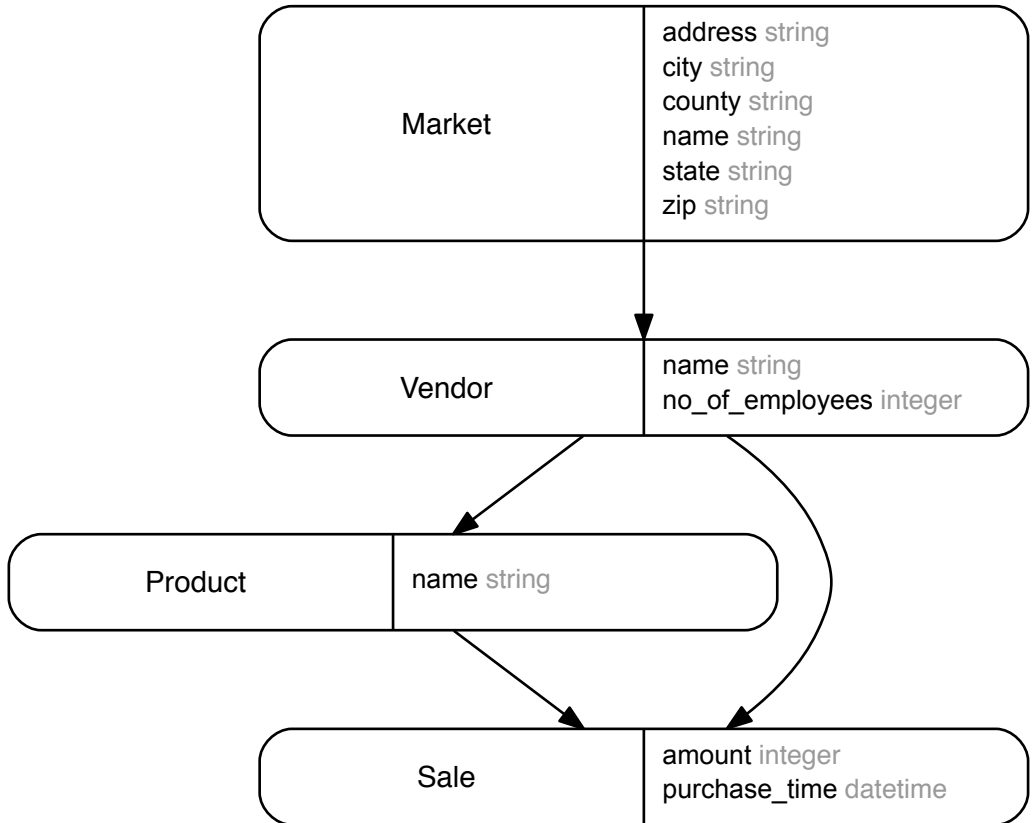 Market
address string
city string
county string
name string
state string
zip string
Vendor
name string
no_of_employees integer
Product
name string
Sale
amount integer
purchase_time datetime